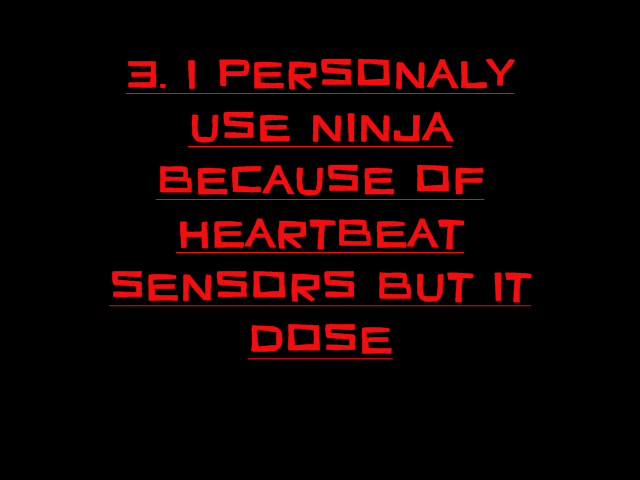 3. I PERSONALY
USE NINJA
BECAUSE OF
HEARTBEAT
SENSORS BUT IT
DOSE